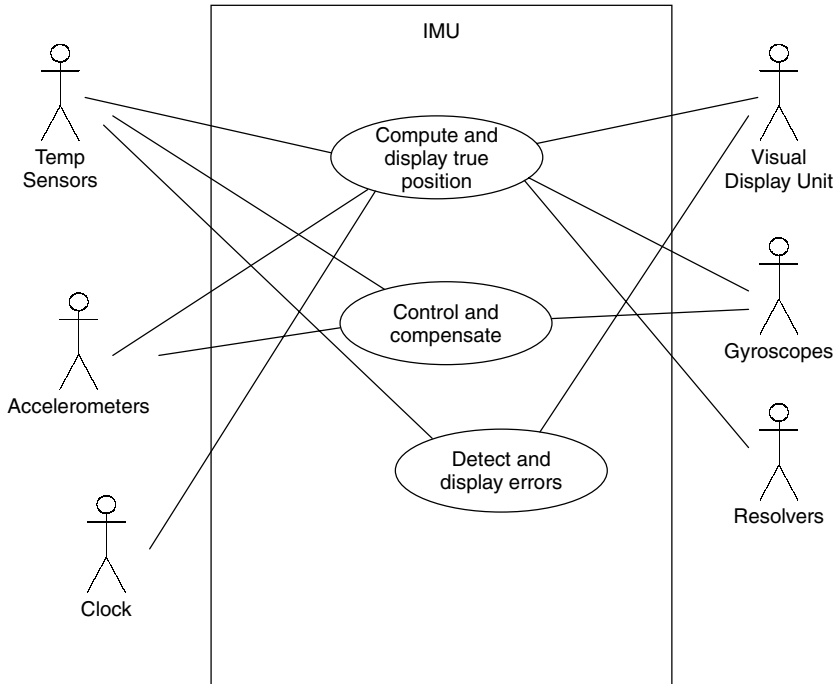 IMU
Temp
Sensors
Compute and
display true
position
Visual
Display Unit
Accelerometers
Control and
compensate
Gyroscopes
Detect and
display errors
Resolvers
Clock